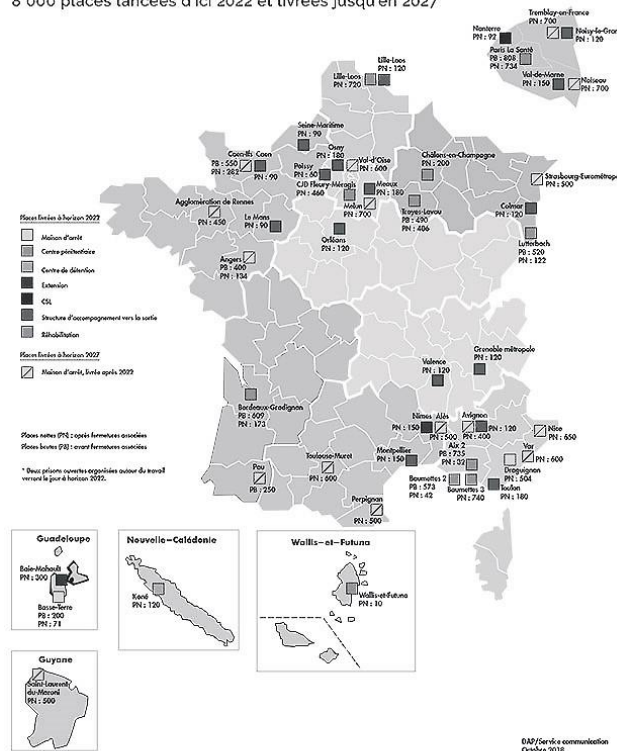 8 000 places lancées d'ici 2022 et livrées jusqu'en 2027
Tremblay-en-France
PN : 700
Nanterre
PN : 92
Noisy-le-Grand
PN : 120
Paris La Santé
PB : 808
PN : 734
Val-de-Marne
PN : 150
Noiseau
PN : 700
Lille-Loos
PN : 120
Lille-Loos
PN : 720
Seine-Maritime
PN : 90
Osny
PN : 180
Val-d'Oise
PN : 600
Caen-Ifs
PB : 550
PN : 282
Caen
PN : 90
Poissy
PN : 60
CJD Fleury-Mérogis
PN : 460
Meaux
PN : 180
Melun
PN : 700
Châlons-en-Champagne
PN : 200
Strasbourg-Eurométropole
PN : 500
Troyes-Lavau
PB : 490
PN : 406
Colmar
PN : 120
Lutterbach
PB : 520
PN : 122
Agglomération de Rennes
PN : 450
Le Mans
PN : 90
Orléans
PN : 120
Angers
PB : 400
PN : 134
Places livrées à horizon 2022
Maison d'arrêt
Centre pénitentiaire
Centre de détention
Extension
CSL
Structure d'accompagnement vers la sortie
Réhabilitation
Places livrées à horizon 2027
Maison d'arrêt, livrée après 2022
Places nettes (PN) : après fermetures associées
Places brutes (PB) : avant fermetures associées
* Deux prisons ouvertes organisées autour du travail
verront le jour à horizon 2022.
Valence
PN : 120
Grenoble métropole
PN : 120
Bordeaux-Gradignan
PB : 609
PN : 173
Nîmes
PN : 150
Alès
PN : 500
Avignon
PN : 400
PN : 120
Nice
PN : 650
Aix 2
PB : 735
PN : 32
Var
PN : 600
Montpellier
PN : 150
Draguignan
PN : 504
Baumettes 2
PB : 573
PN : 42
Baumettes 3
PN : 740
Toulon
PN : 180
Toulouse-Muret
PN : 600
Pau
PB : 250
Perpignan
PN : 500
Guadeloupe
Baie-Mahault
PN : 300
Basse-Terre
PB : 200
PN : 71
Nouvelle-Calédonie
Koné
PN : 120
Wallis-et-Futuna
Wallis-et-Futuna
PN : 10
Guyane
Saint-Laurent
du-Maroni
PN : 500
DAP/Service communication
Octobre 2018